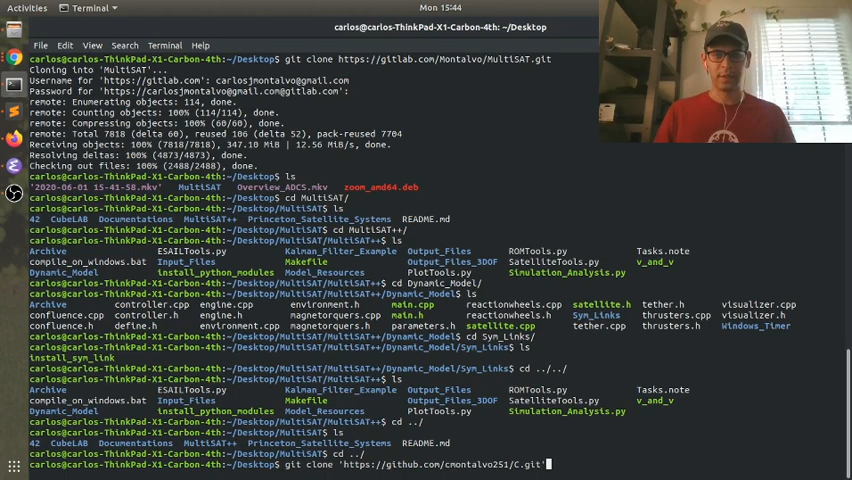 Activities Terminal Mon 15:44
carlos@carlos-ThinkPad-X1-Carbon-4th: ~/Desktop
File Edit View Search Terminal Help
carlos@carlos-ThinkPad-X1-Carbon-4th:~/Desktop$ git clone https://gitlab.com/Montalvo/MultiSAT.git
Cloning into 'MultiSAT'...
Username for 'https://gitlab.com': carlosjmontalvo@gmail.com
Password for 'https://carlosjmontalvo@gmail.com@gitlab.com':
remote: Enumerating objects: 114, done.
remote: Counting objects: 100% (114/114), done.
remote: Compressing objects: 100% (60/60), done.
remote: Total 7818 (delta 60), reused 106 (delta 52), pack-reused 7704
Receiving objects: 100% (7818/7818), 347.10 MiB | 12.56 MiB/s, done.
Resolving deltas: 100% (4873/4873), done.
Checking out files: 100% (2488/2488), done.
carlos@carlos-ThinkPad-X1-Carbon-4th:~/Desktop$ ls
'2020-06-01 15-41-58.mkv' MultiSAT Overview_ADCS.mkv zoom_amd64.deb
carlos@carlos-ThinkPad-X1-Carbon-4th:~/Desktop$ cd MultiSAT/
carlos@carlos-ThinkPad-X1-Carbon-4th:~/Desktop/MultiSAT$ ls
42 CubeLAB Documentations MultiSAT++ Princeton_Satellite_Systems README.md
carlos@carlos-ThinkPad-X1-Carbon-4th:~/Desktop/MultiSAT$ cd MultiSAT++/
carlos@carlos-ThinkPad-X1-Carbon-4th:~/Desktop/MultiSAT/MultiSAT++$ ls
Archive ESAILTools.py Kalman_Filter_Example Output_Files ROMTools.py Tasks.note
compile_on_windows.bat Input_Files Makefile Output_Files_3DOF SatelliteTools.py v_and_v
Dynamic_Model install_python_modules Model_Resources PlotTools.py Simulation_Analysis.py
carlos@carlos-ThinkPad-X1-Carbon-4th:~/Desktop/MultiSAT/MultiSAT++$ cd Dynamic_Model/
carlos@carlos-ThinkPad-X1-Carbon-4th:~/Desktop/MultiSAT/MultiSAT++/Dynamic_Model$ ls
Archive controller.cpp engine.cpp environment.h main.cpp reactionwheels.cpp satellite.h tether.h visualizer.cpp
confluence.cpp controller.h engine.h magnetorquers.cpp main.h reactionwheels.h Sym_Links thrusters.cpp visualizer.h
confluence.h define.h environment.cpp magnetorquers.h parameters.h satellite.cpp tether.cpp thrusters.h Windows_Timer
carlos@carlos-ThinkPad-X1-Carbon-4th:~/Desktop/MultiSAT/MultiSAT++/Dynamic_Model$ cd Sym_Links/
carlos@carlos-ThinkPad-X1-Carbon-4th:~/Desktop/MultiSAT/MultiSAT++/Dynamic_Model/Sym_Links$ ls
install_sym_link
carlos@carlos-ThinkPad-X1-Carbon-4th:~/Desktop/MultiSAT/MultiSAT++/Dynamic_Model/Sym_Links$ cd ../../
carlos@carlos-ThinkPad-X1-Carbon-4th:~/Desktop/MultiSAT/MultiSAT++$ ls
Archive ESAILTools.py Kalman_Filter_Example Output_Files ROMTools.py Tasks.note
compile_on_windows.bat Input_Files Makefile Output_Files_3DOF SatelliteTools.py v_and_v
Dynamic_Model install_python_modules Model_Resources PlotTools.py Simulation_Analysis.py
carlos@carlos-ThinkPad-X1-Carbon-4th:~/Desktop/MultiSAT/MultiSAT++$ cd ../
carlos@carlos-ThinkPad-X1-Carbon-4th:~/Desktop/MultiSAT$ ls
42 CubeLAB Documentations MultiSAT++ Princeton_Satellite_Systems README.md
carlos@carlos-ThinkPad-X1-Carbon-4th:~/Desktop/MultiSAT$ cd ../
carlos@carlos-ThinkPad-X1-Carbon-4th:~/Desktop$ git clone 'https://github.com/cmontalvo251/C.git'